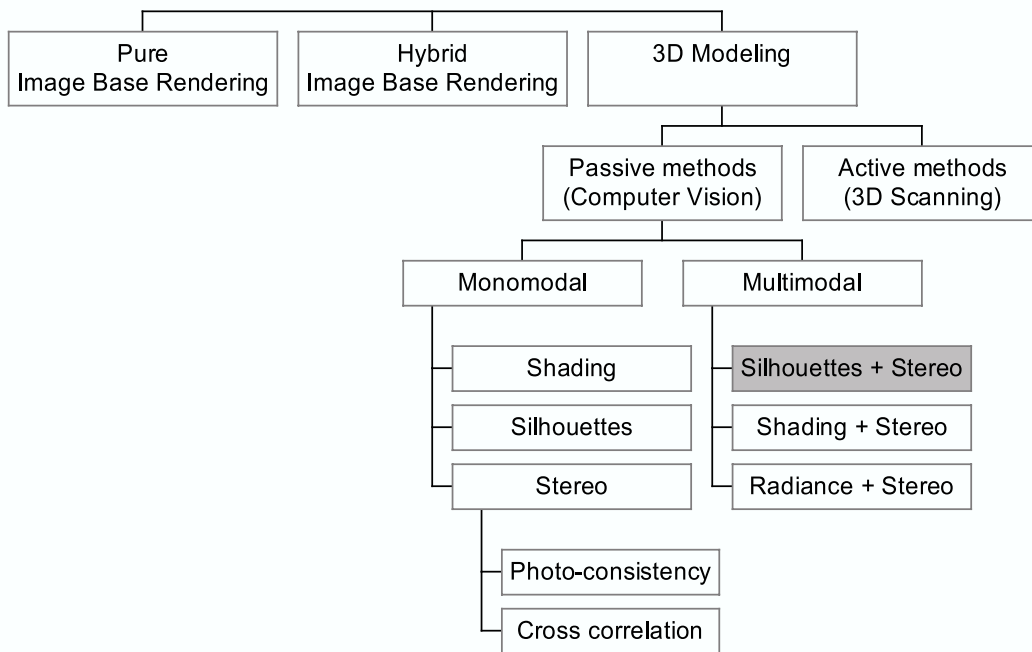 Pure
Image Base Rendering
Hybrid
Image Base Rendering
3D Modeling
Passive methods
(Computer Vision)
Active methods
(3D Scanning)
Monomodal
Multimodal
Shading
Silhouettes + Stereo
Silhouettes
Shading + Stereo
Stereo
Radiance + Stereo
Photo-consistency
Cross correlation